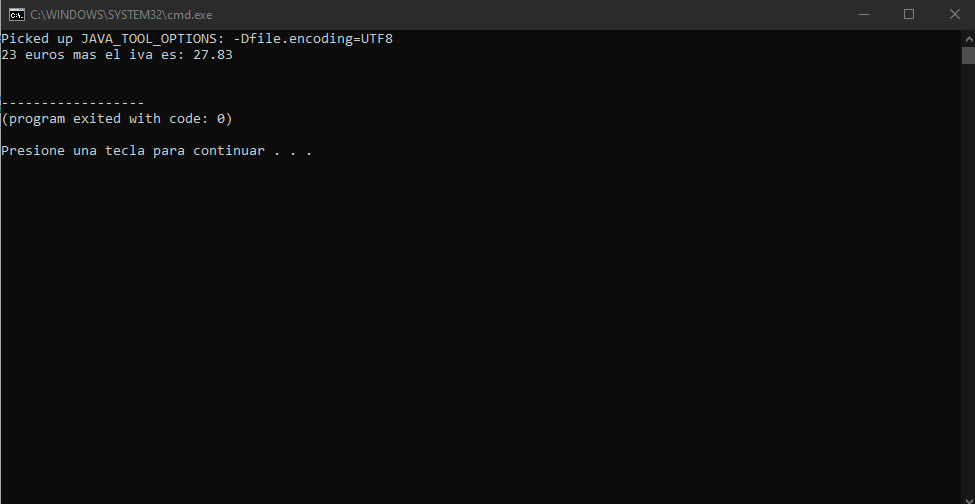 C:\WINDOWS\SYSTEM32\cmd.exe
Picked up JAVA_TOOL_OPTIONS: -Dfile.encoding=UTF8
23 euros mas el iva es: 27.83
------------------
(program exited with code: 0)
Presione una tecla para continuar . . .